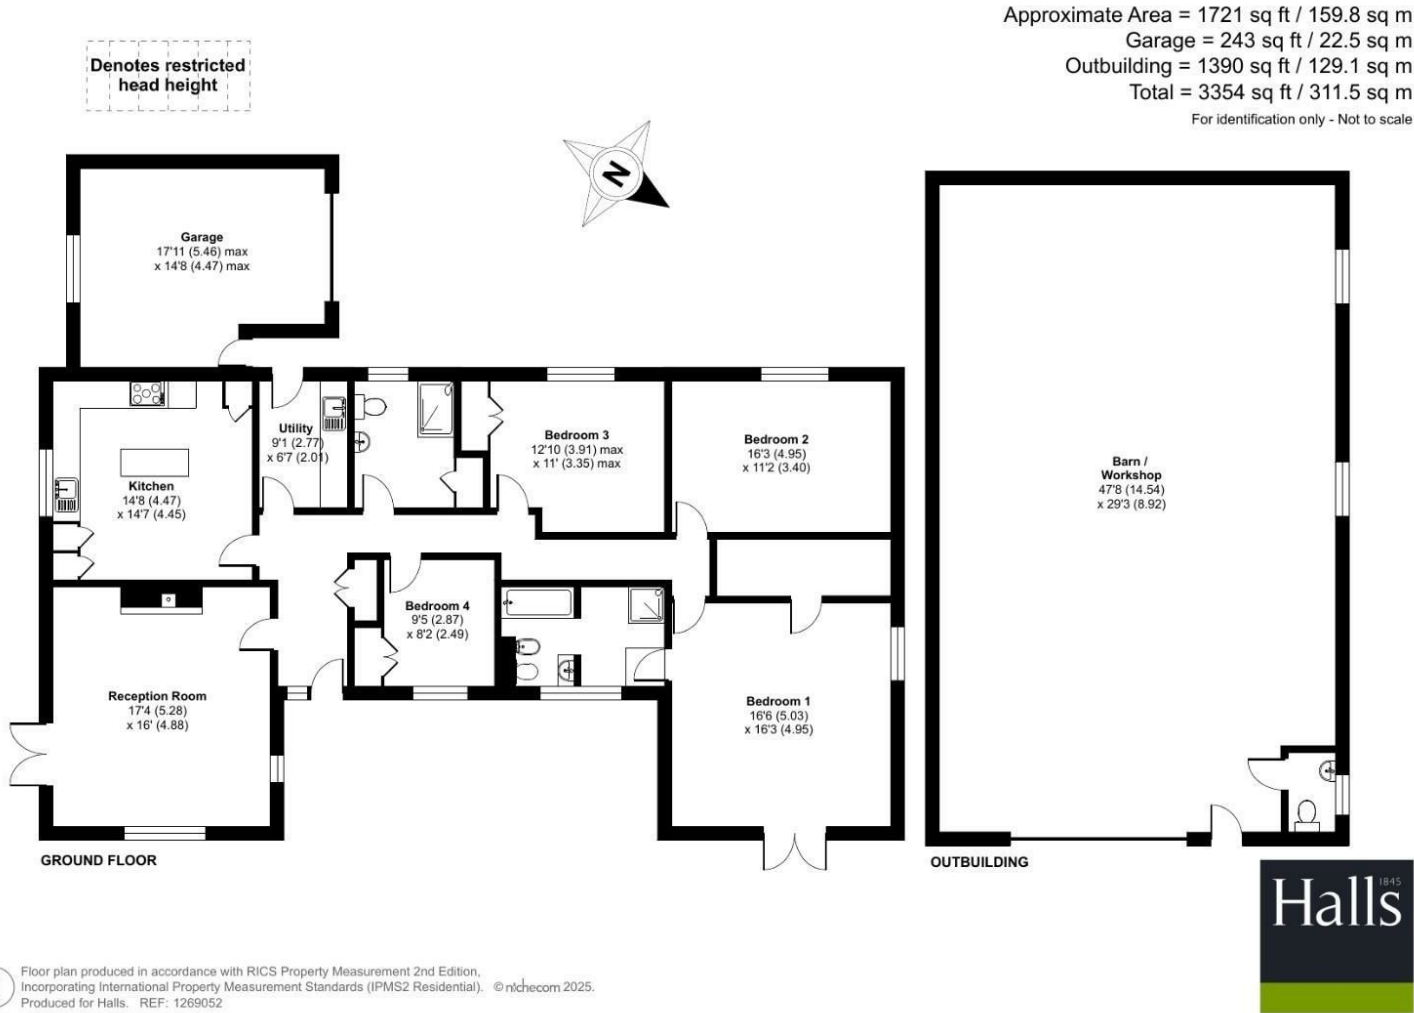 Approximate Area = 1721 sq ft / 159.8 sq m
Garage = 243 sq ft / 22.5 sq m
Outbuilding = 1390 sq ft / 129.1 sq m
Total = 3354 sq ft / 311.5 sq m
For identification only - Not to scale
Denotes restricted
head height
N
Garage
17'11 (5.46) max
x 14'8 (4.47) max
Utility
9'1 (2.77)
x 6'7 (2.01)
Bedroom 3
12'10 (3.91) max
x 11' (3.35) max
Bedroom 2
16'3 (4.95)
x 11'2 (3.40)
Kitchen
14'8 (4.47)
x 14'7 (4.45)
Barn /
Workshop
47'8 (14.54)
x 29'3 (8.92)
Bedroom 4
9'5 (2.87)
x 8'2 (2.49)
Reception Room
17'4 (5.28)
x 16' (4.88)
Bedroom 1
16'6 (5.03)
x 16'3 (4.95)
GROUND FLOOR
OUTBUILDING
1845
Halls
Floor plan produced in accordance with RICS Property Measurement 2nd Edition,
Incorporating International Property Measurement Standards (IPMS2 Residential). © nichecom 2025.
Produced for Halls. REF: 1269052